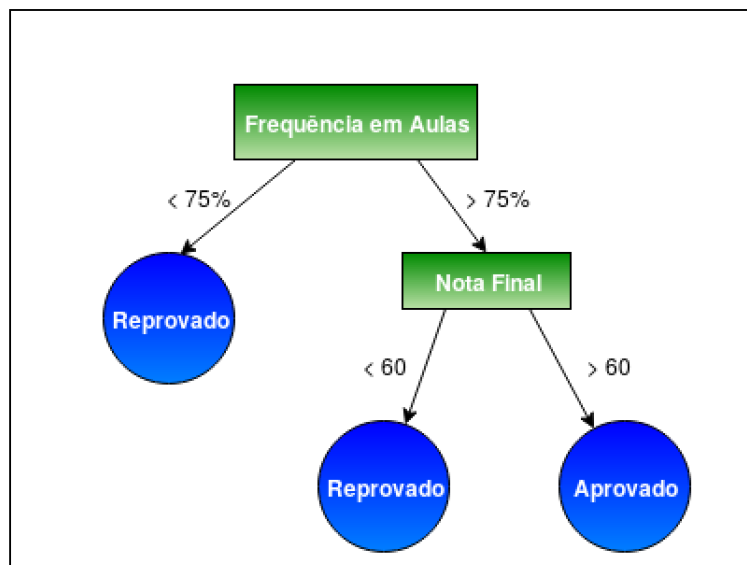 Frequência em Aulas
< 75%
> 75%
Reprovado
Nota Final
< 60
> 60
Reprovado
Aprovado